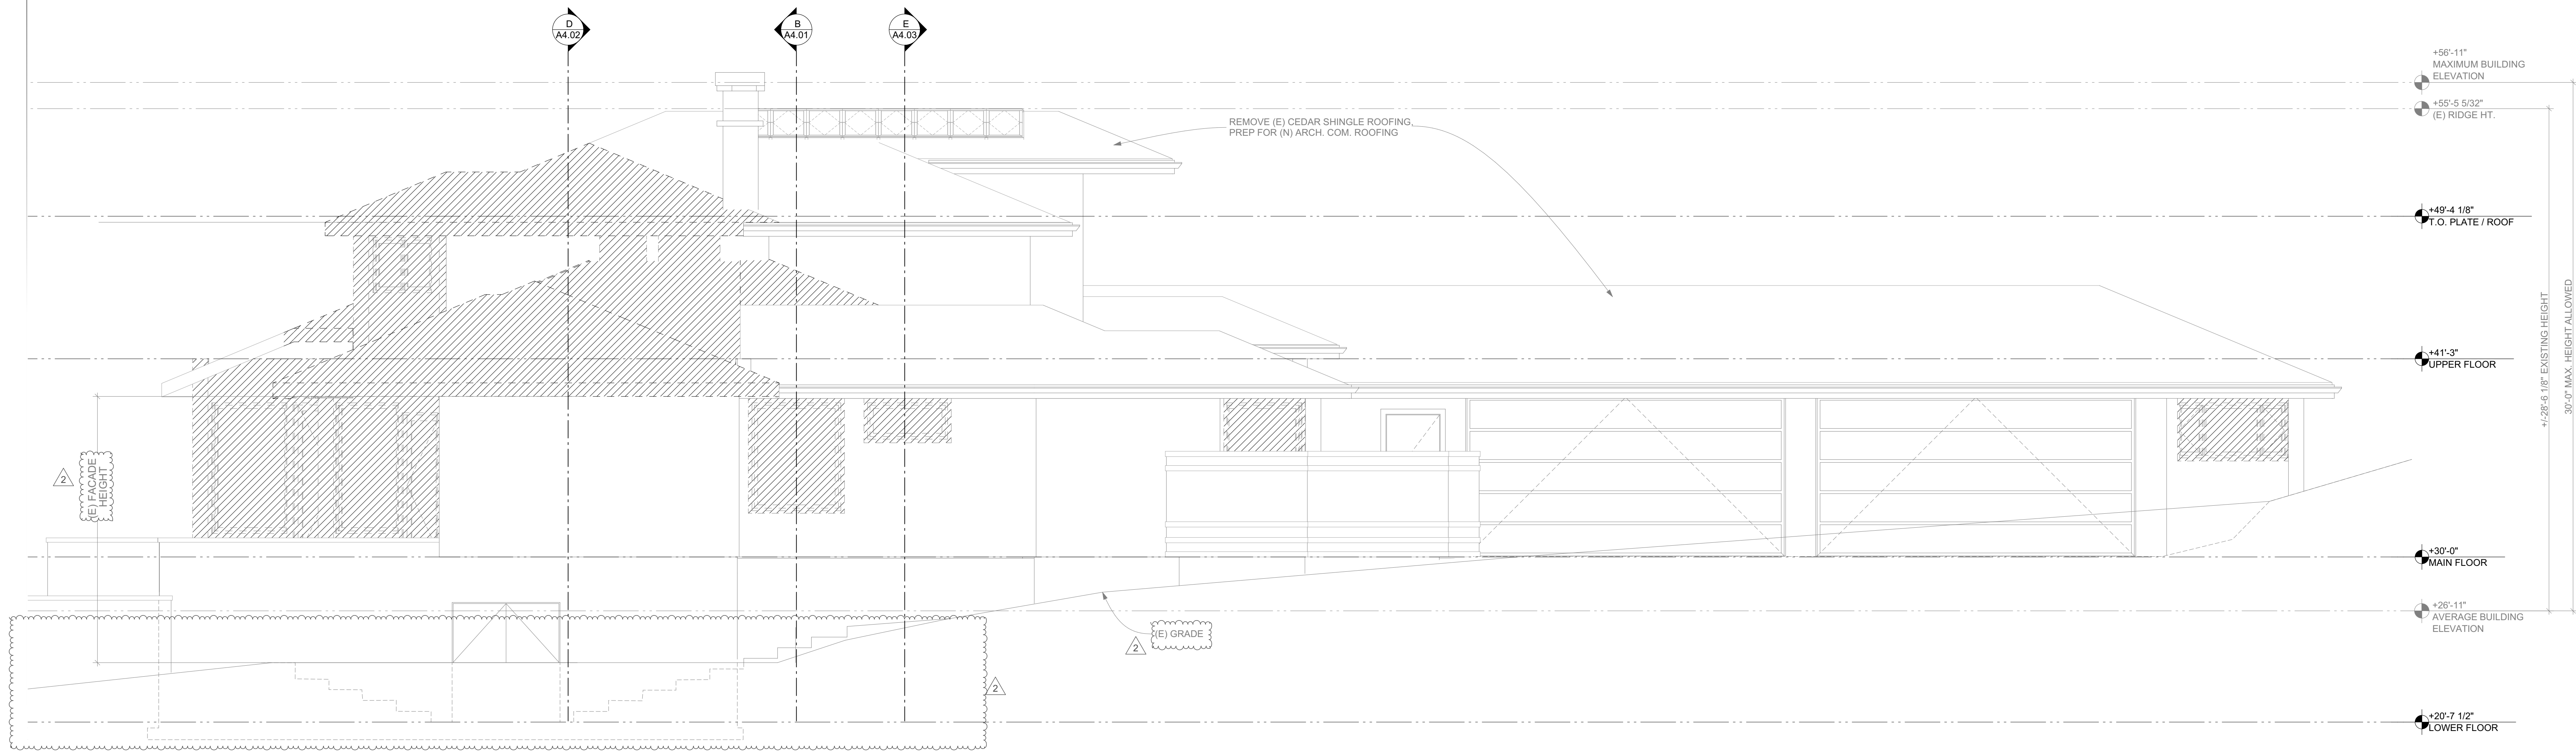 D
A4.02
B
A4.01
E
A4.03
+56'-11"
MAXIMUM BUILDING
ELEVATION
+55'-5 5/32"
(E) RIDGE HT.
REMOVE (E) CEDAR SHINGLE ROOFING,
PREP FOR (N) ARCH. COM. ROOFING
+49'-4 1/8"
T.O. PLATE / ROOF
+41'-3"
UPPER FLOOR
+/-28'-6 1/8" EXISTING HEIGHT
30'-0" MAX. HEIGHT ALLOWED
2
(E) FACADE
HEIGHT
+30'-0"
MAIN FLOOR
+26'-11"
AVERAGE BUILDING
ELEVATION
(E) GRADE
2
2
+20'-7 1/2"
LOWER FLOOR